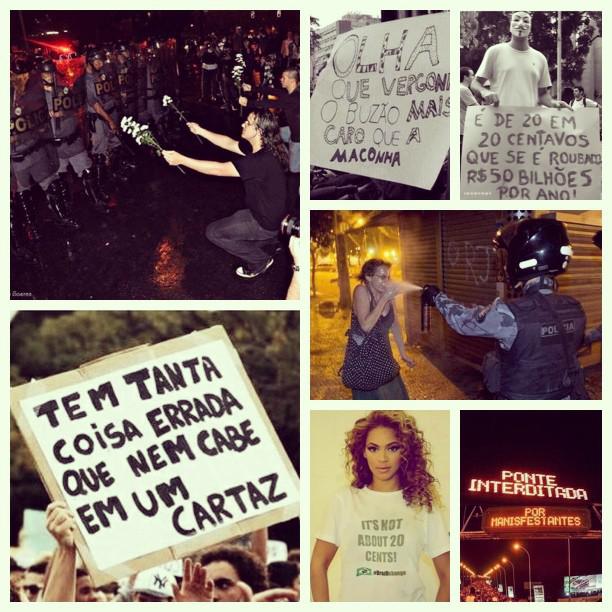 POLÍCIA
OLHA
QUE VERGON
O BUZÃO MAIS
CARO QUE A
MACONHA
É DE 20 EM
20 CENTAVOS
QUE SE É ROUBADO
R$50 BILHÕES
POR ANO!
POLICIA
TEM TANTA
COISA ERRADA
QUE NEM CABE
EM UM
CARTAZ
IT'S NOT
ABOUT 20
CENTS!
#Brazilchange
PONTE
INTERDITADA
POR
MANISFESTANTES